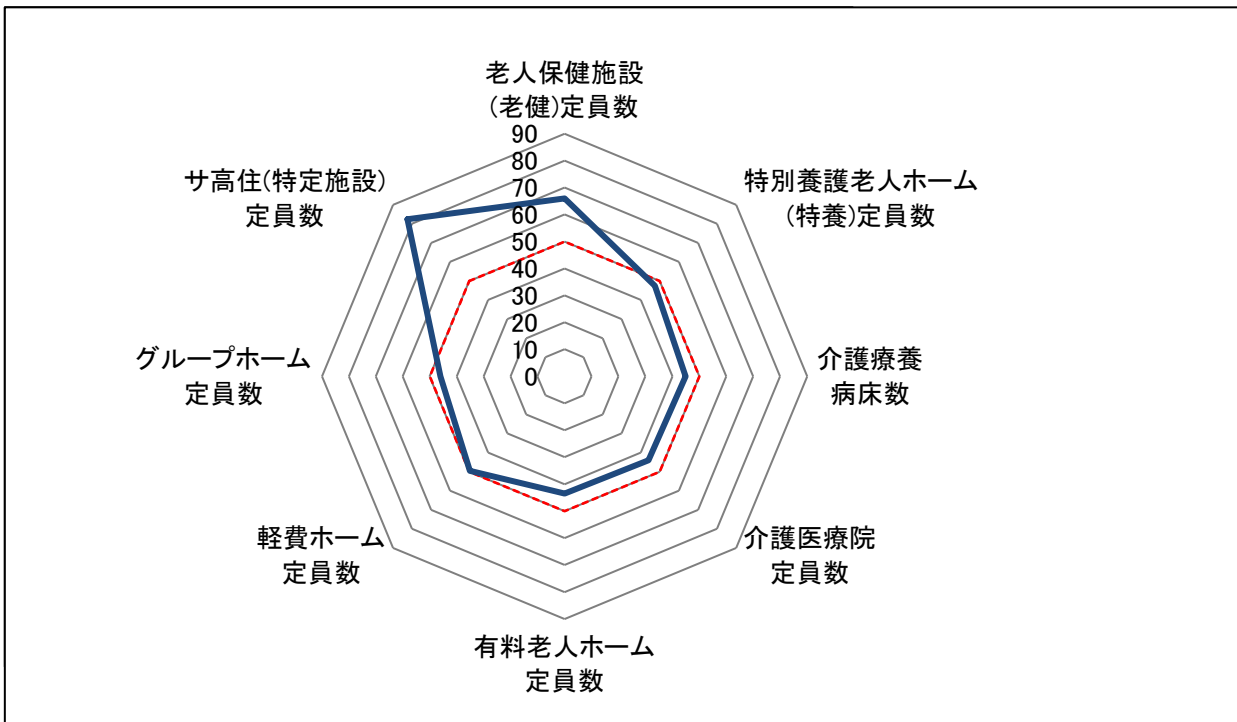 老人保健施設
(老健)定員数
特別養護老人ホーム
(特養)定員数
介護療養
病床数
介護医療院
定員数
有料老人ホーム
定員数
軽費ホーム
定員数
グループホーム
定員数
サ高住(特定施設)
定員数
90
80
70
60
50
40
30
20
10
0